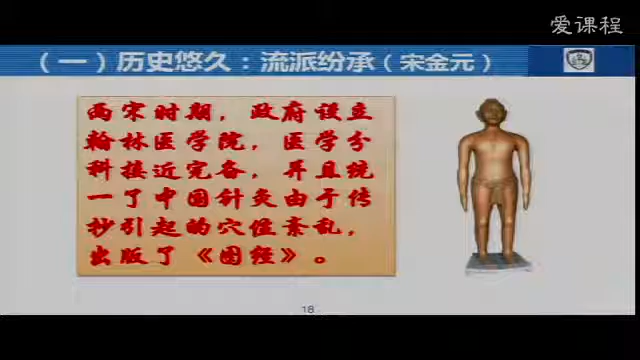 爱课程
（一）历史悠久：流派纷承（宋金元）
两宋时期，政府设立
翰林医学院，医学分
科接近完备，并且统
一了中国针灸由于传
抄引起的穴位紊乱，
出版了《图经》。
18